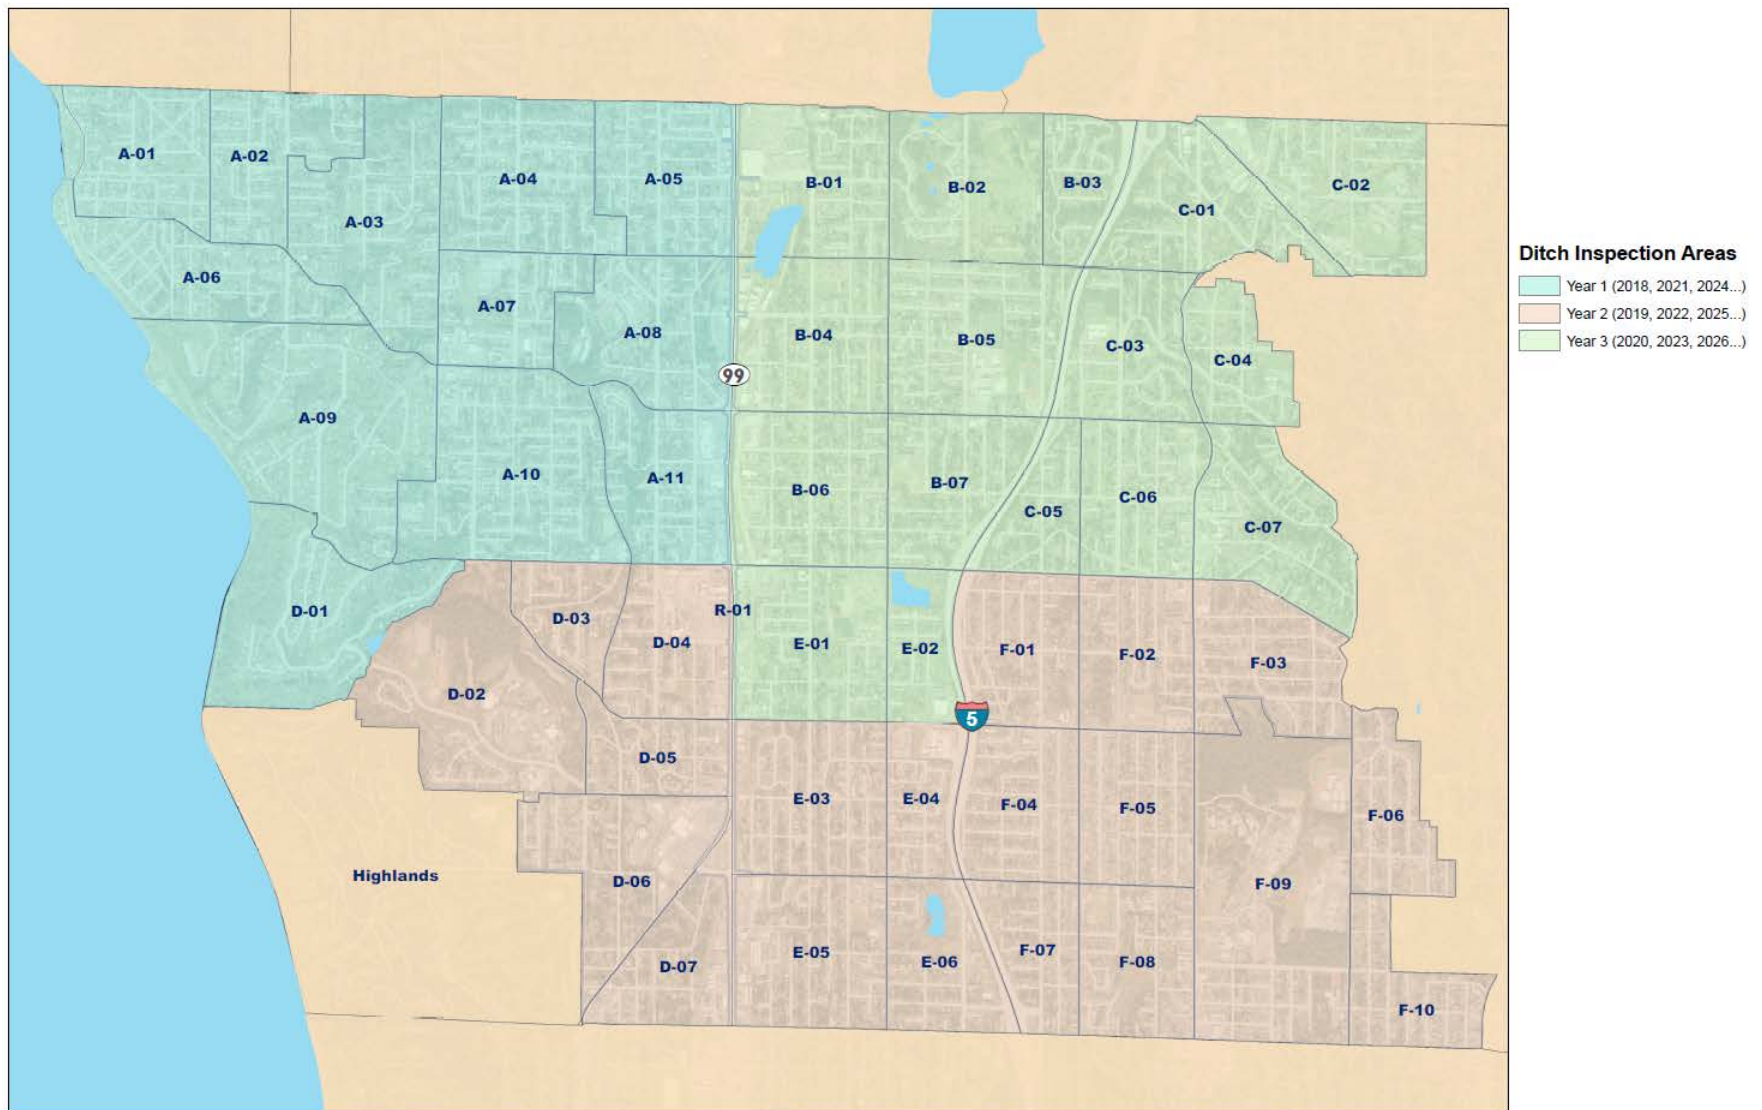 A-01
A-02
A-03
A-04
A-05
B-01
B-02
B-03
C-01
C-02
A-06
A-07
A-08
B-04
B-05
C-03
C-04
99
A-09
A-10
A-11
B-06
B-07
C-05
C-06
C-07
D-01
D-03
D-04
R-01
E-01
E-02
F-01
F-02
F-03
D-02
5
D-05
E-03
E-04
F-04
F-05
F-06
Highlands
D-06
F-09
D-07
E-05
E-06
F-07
F-08
F-10
Ditch Inspection Areas
Year 1 (2018, 2021, 2024...)
Year 2 (2019, 2022, 2025...)
Year 3 (2020, 2023, 2026...)